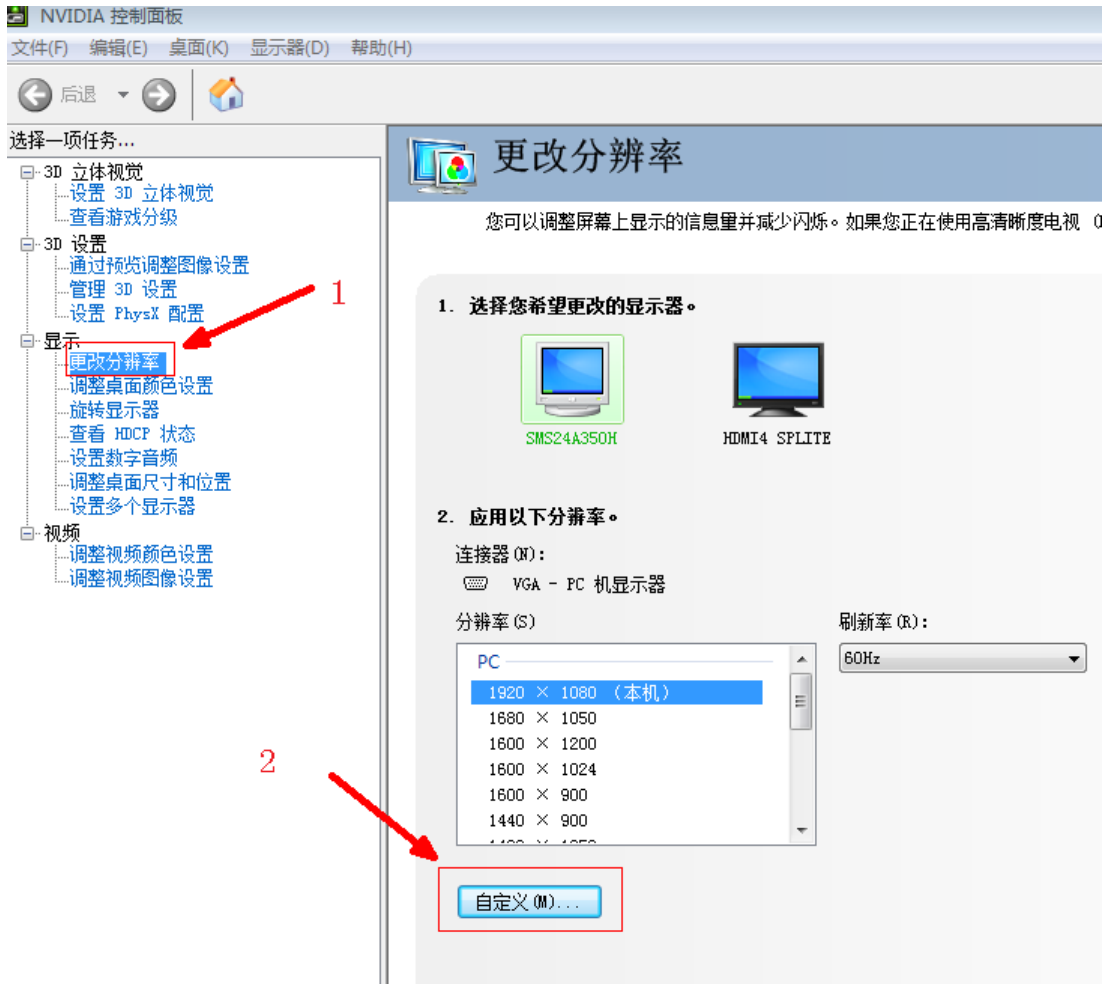 NVIDIA 控制面板
文件(F) 编辑(E) 桌面(K) 显示器(D) 帮助(H)
后退
选择一项任务...
3D 立体视觉
设置 3D 立体视觉
查看游戏分级
3D 设置
通过预览调整图像设置
管理 3D 设置
设置 PhysX 配置
显示
更改分辨率
调整桌面颜色设置
旋转显示器
查看 HDCP 状态
设置数字音频
调整桌面尺寸和位置
设置多个显示器
视频
调整视频颜色设置
调整视频图像设置
1
2
更改分辨率
您可以调整屏幕上显示的信息量并减少闪烁。如果您正在使用高清晰度电视
1. 选择您希望更改的显示器。
SMS24A350H HDMI4 SPLITE
2. 应用以下分辨率。
连接器(N):
VGA - PC 机显示器
分辨率(S) 刷新率(R):
PC 60Hz
1920 × 1080 (本机)
1680 × 1050
1600 × 1200
1600 × 1024
1600 × 900
1440 × 900
自定义(M)...